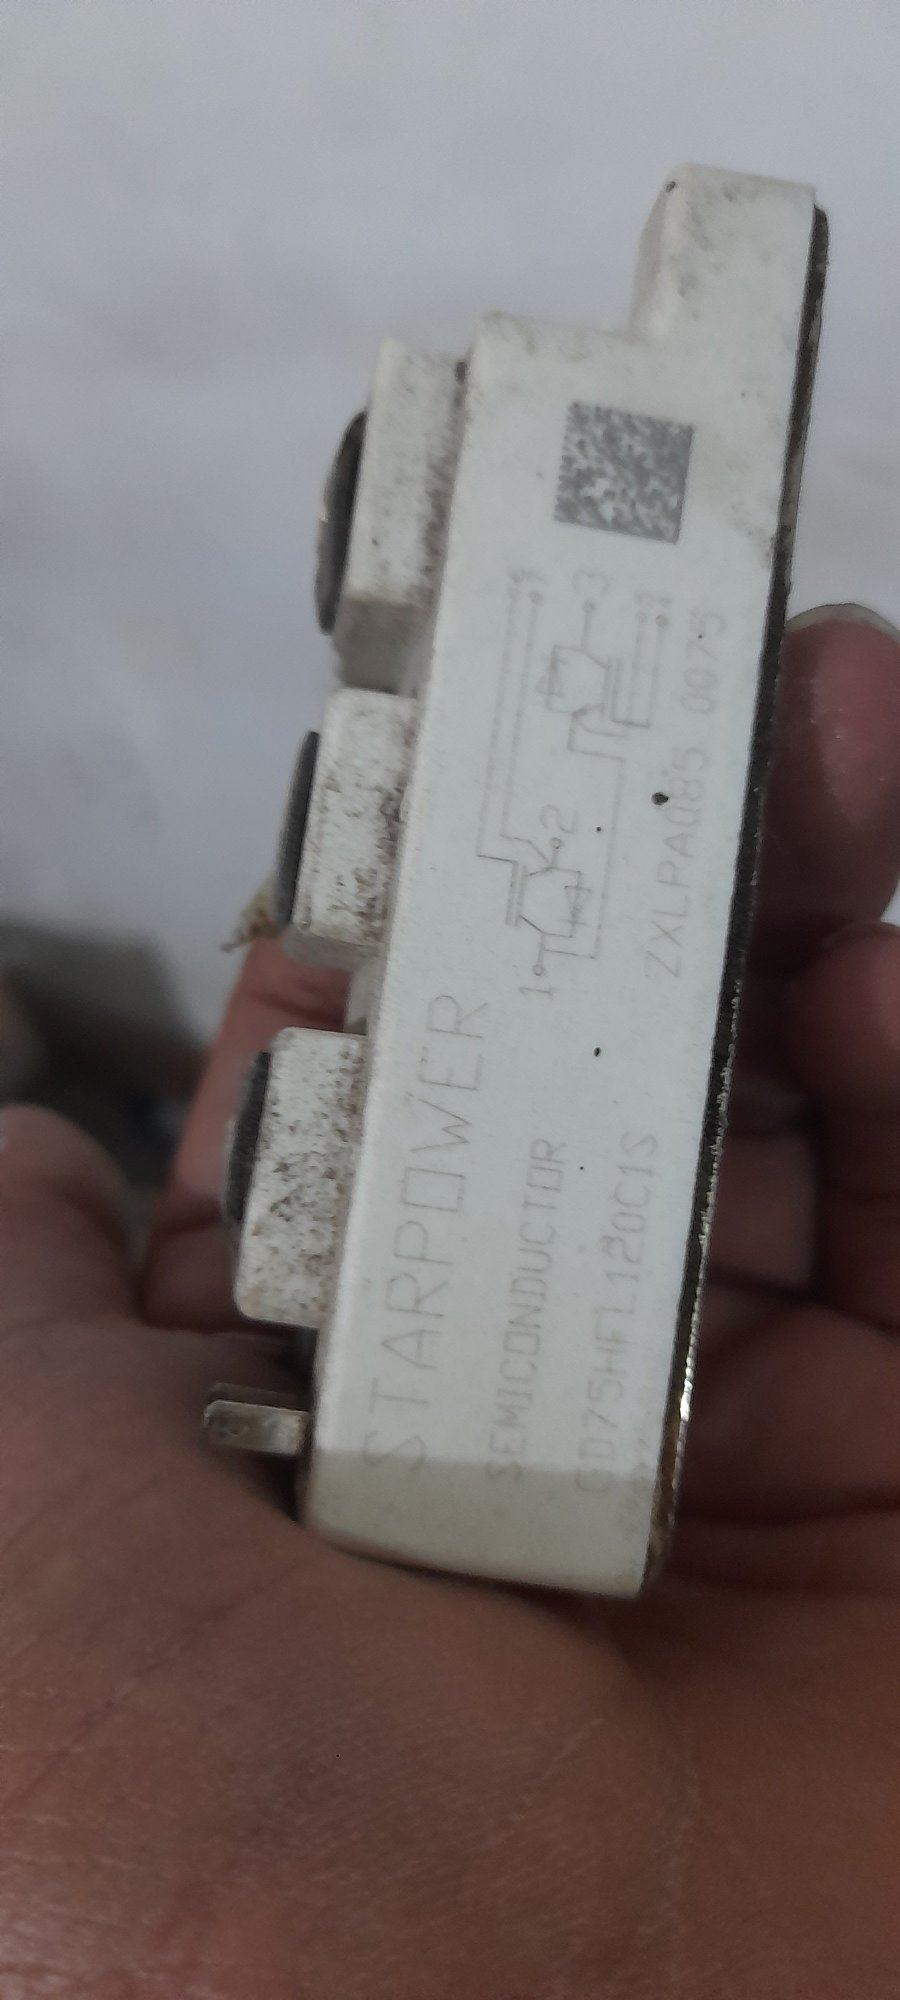 STARPOWER
SEMICONDUCTOR
GD75HFL120C1S
1
2
3
ZXLPA085 0075